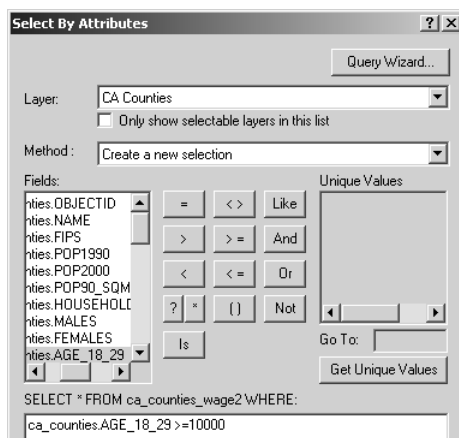 Select By Attributes
Query Wizard...
Layer: CA Counties
Only show selectable layers in this list
Method : Create a new selection
Fields: Unique Values
nties.OBJECTID
nties.NAME
nties.FIPS
nties.POP1990
nties.POP2000
nties.POP90_SQM
nties.HOUSEHOLD
nties.MALES
nties.FEMALES
nties.AGE_18_29
= < > Like
> > = And
< < = Or
? * ( ) Not
Is
Go To:
Get Unique Values
SELECT * FROM ca_counties_wage2 WHERE:
ca_counties.AGE_18_29 >=10000